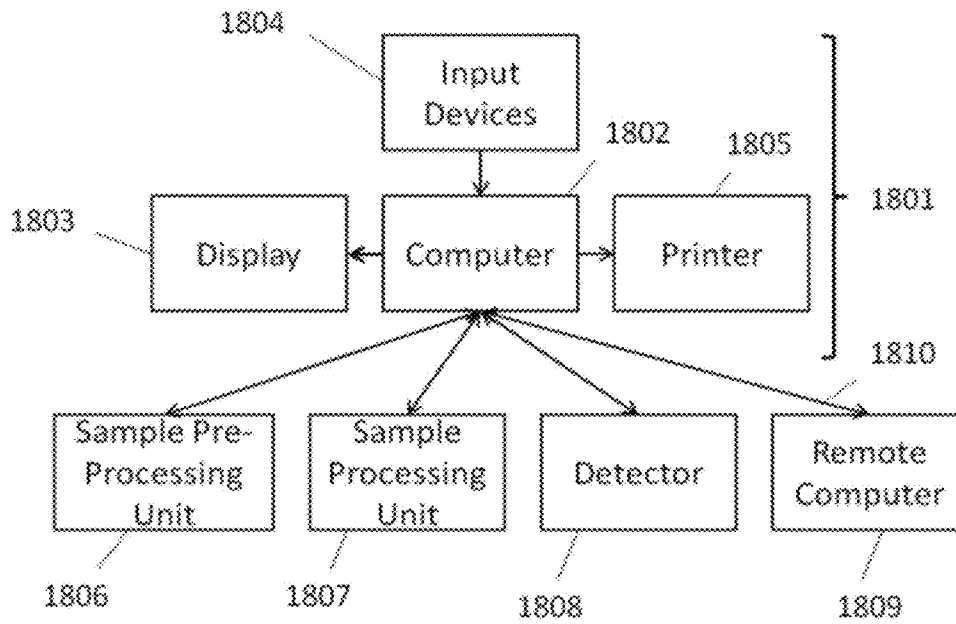 1804
Input
Devices
1802
1805
1801
1803
Display
Computer
Printer
1810
Sample Pre-
Processing
Unit
Sample
Processing
Unit
Detector
Remote
Computer
1806
1807
1808
1809